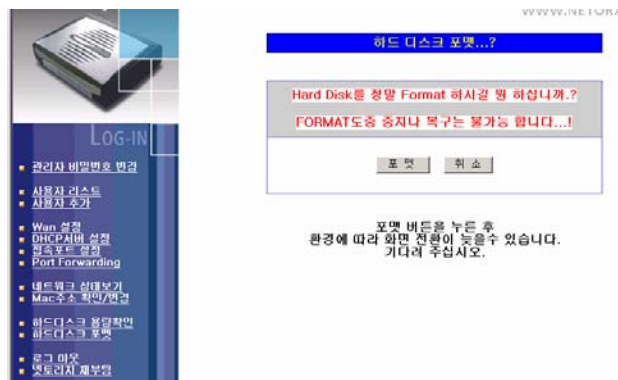 하드 디스크 포멧...?
Hard Disk를 정말 Format 하시길 원 하십니까.?
FORMAT도중 중지나 복구는 불가능 합니다...!
포 멧
취 소
포맷 버튼을 누른 후
환경에 따라 화면 전환이 늦을수 있습니다.
기다려 주십시오.
LOG-IN
관리자 비밀번호 변경
사용자 리스트
사용자 추가
Wan 설정
DHCP서버 설정
접속포트 설정
Port Forwarding
네트워크 상태보기
Mac주소 확인/변경
하드디스크 용량확인
하드디스크 포멧
로그 아웃
넷토리지 재부팅